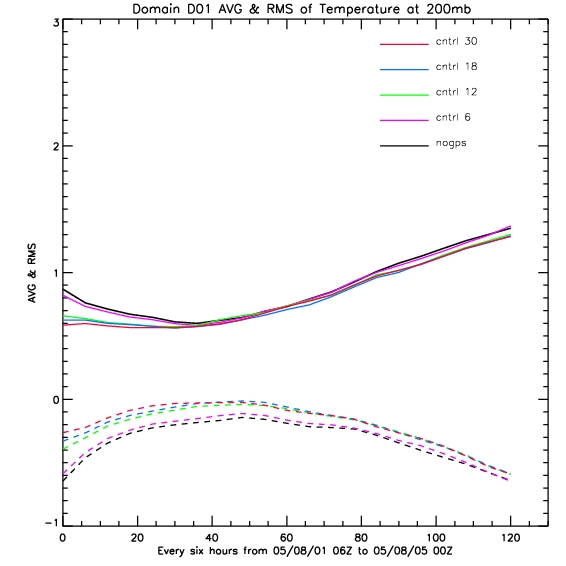 Domain D01 AVG & RMS of Temperature at 200mb
3
cntrl 30
cntrl 18
cntrl 12
cntrl 6
nogps
2
AVG & RMS
1
0
-1
0 20 40 60 80 100 120
Every six hours from 05/08/01 06Z to 05/08/05 00Z